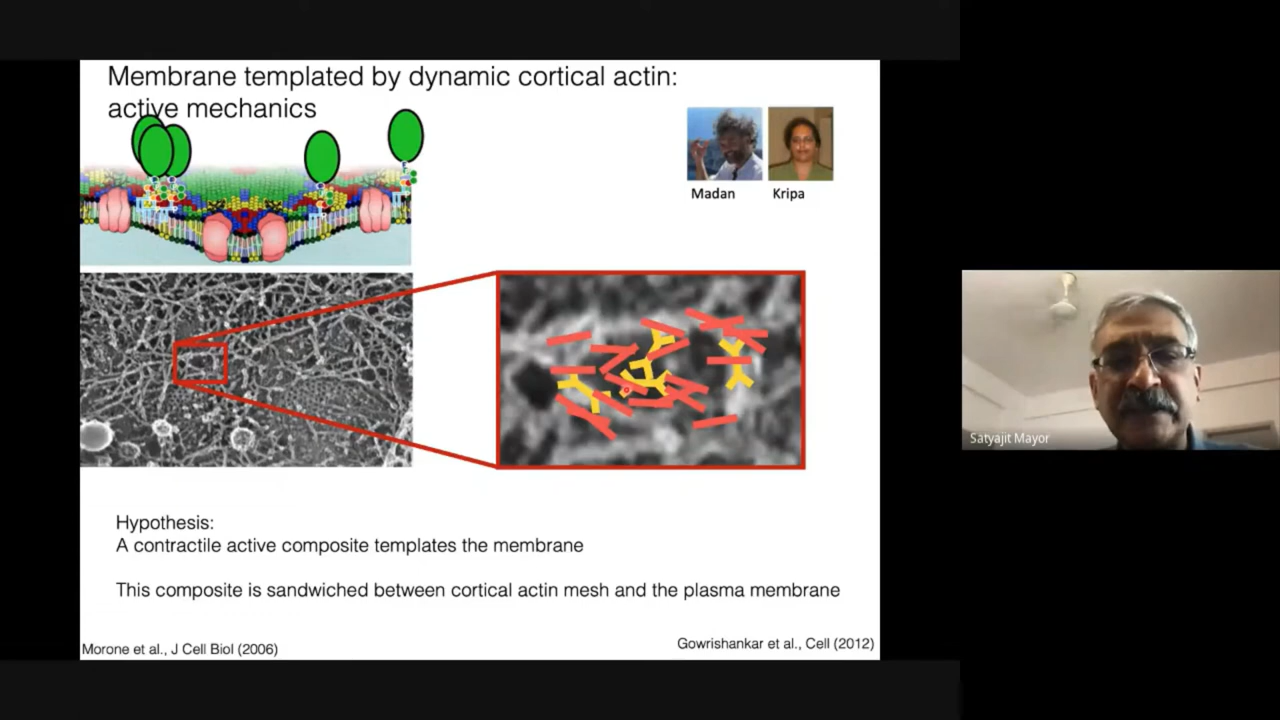 Membrane templated by dynamic cortical actin:
active mechanics
Madan
Kripa
Satyajit Mayor
Hypothesis:
A contractile active composite templates the membrane
This composite is sandwiched between cortical actin mesh and the plasma membrane
Morone et al., J Cell Biol (2006)
Gowrishankar et al., Cell (2012)